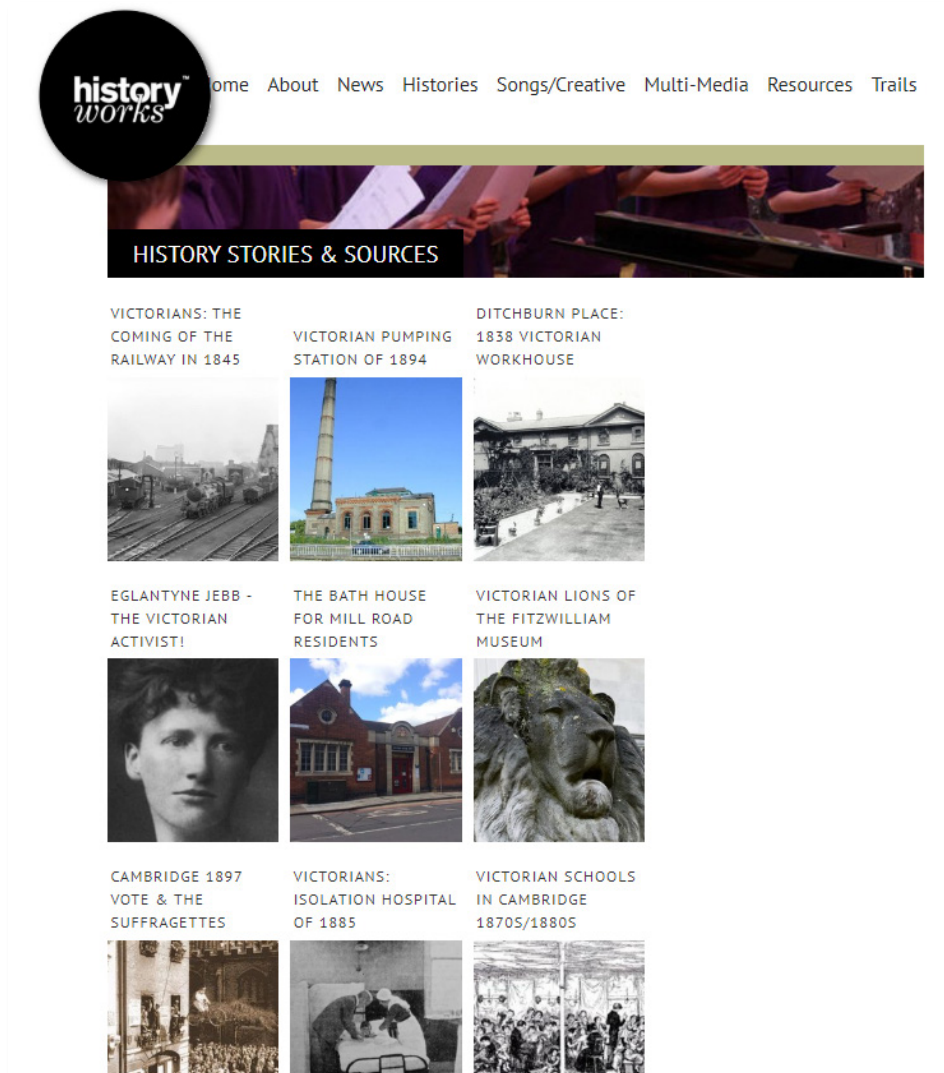 history™
works
Home About News Histories Songs/Creative Multi-Media Resources Trails
HISTORY STORIES & SOURCES
VICTORIANS: THE
COMING OF THE
RAILWAY IN 1845
VICTORIAN PUMPING
STATION OF 1894
DITCHBURN PLACE:
1838 VICTORIAN
WORKHOUSE
EGLANTYNE JEBB -
THE VICTORIAN
ACTIVIST!
THE BATH HOUSE
FOR MILL ROAD
RESIDENTS
VICTORIAN LIONS OF
THE FITZWILLIAM
MUSEUM
CAMBRIDGE 1897
VOTE & THE
SUFFRAGETTES
VICTORIANS:
ISOLATION HOSPITAL
OF 1885
VICTORIAN SCHOOLS
IN CAMBRIDGE
1870S/1880S